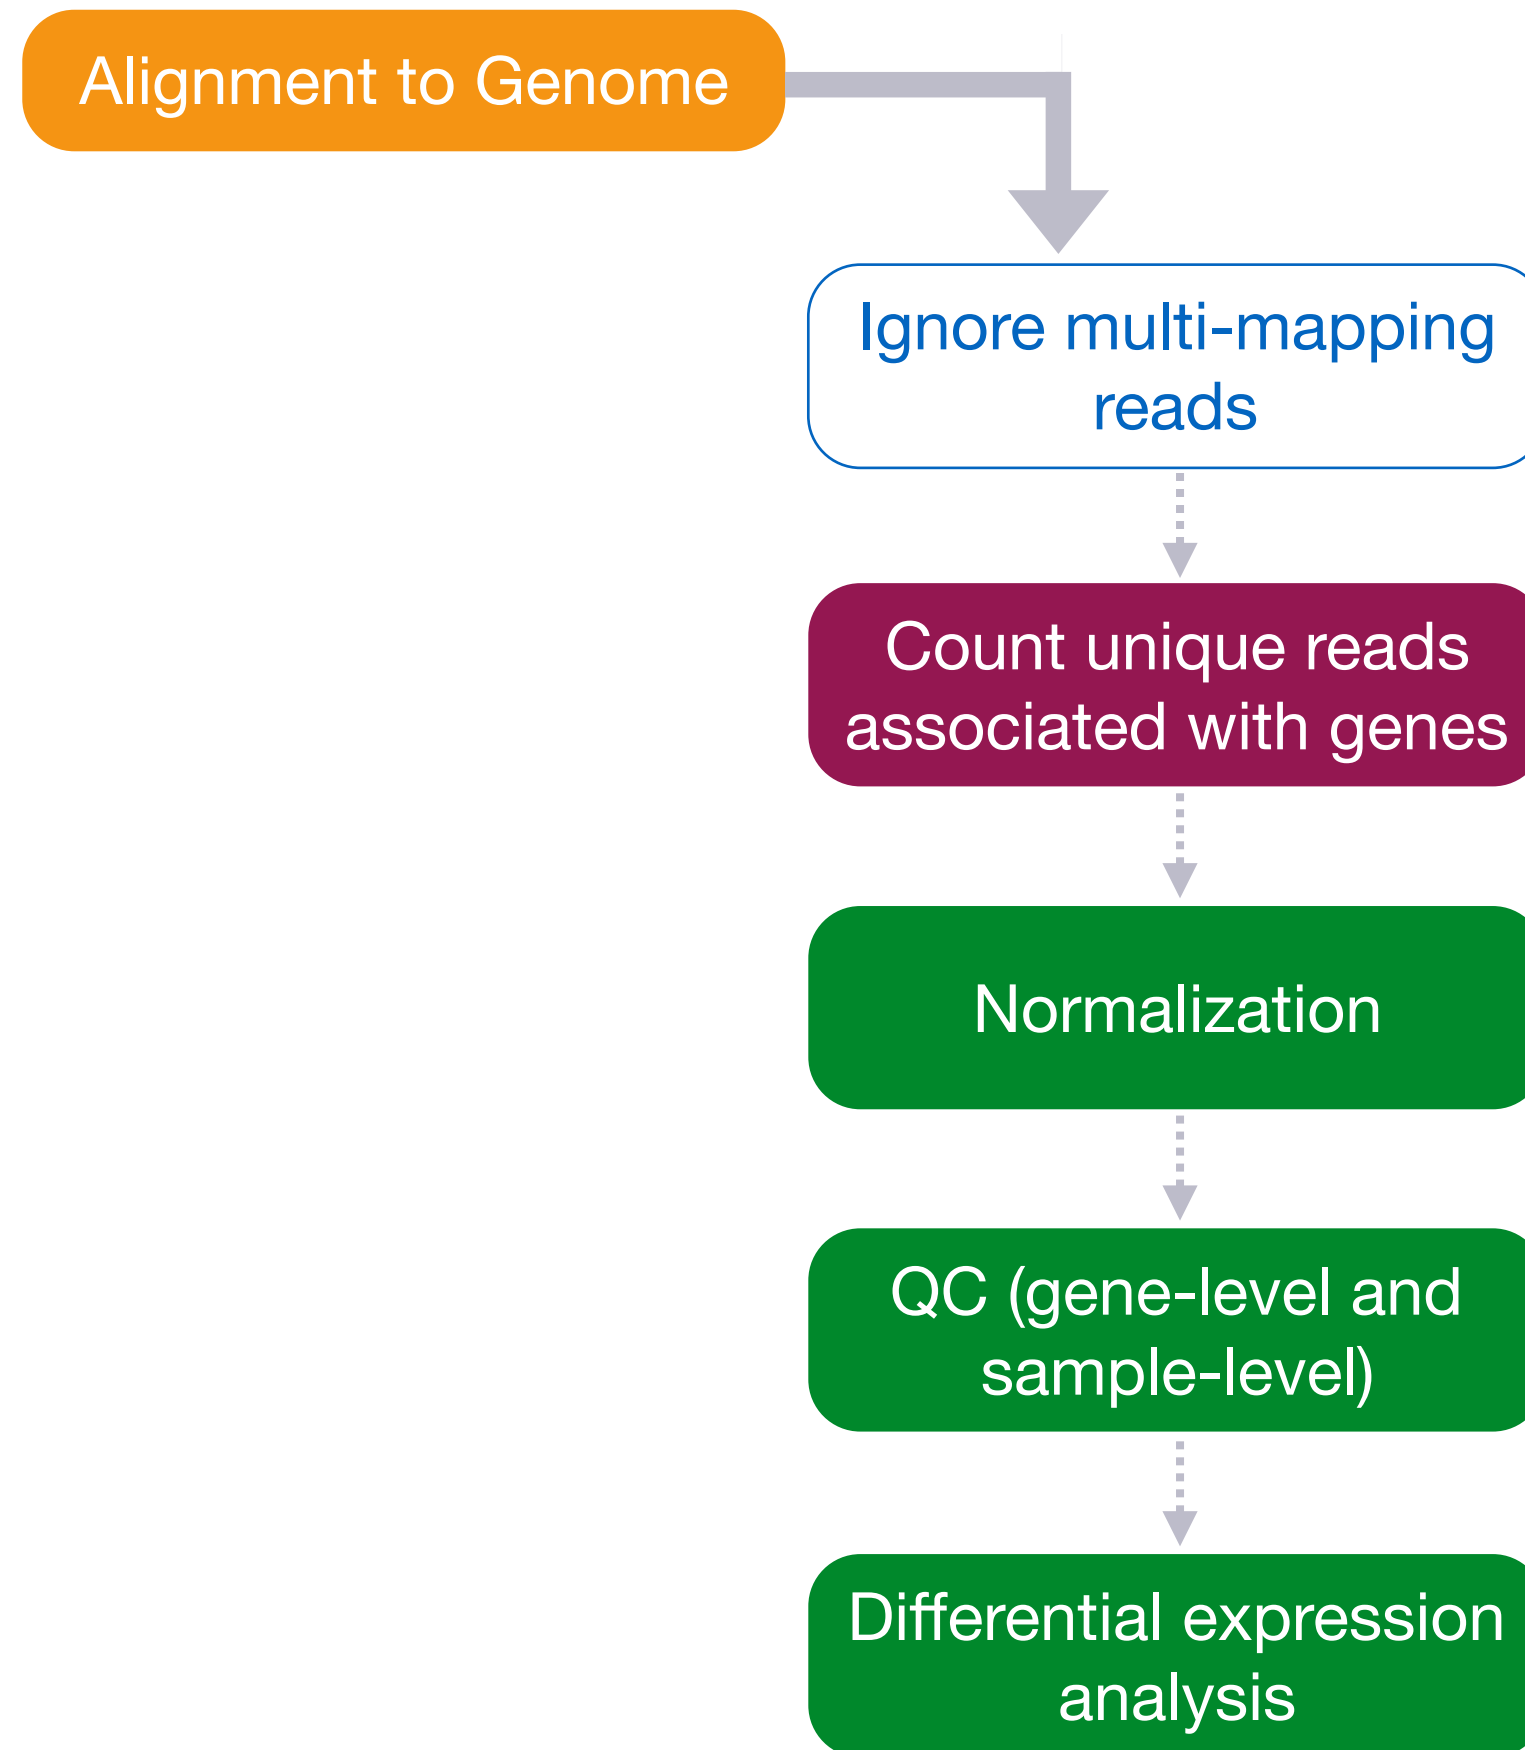 Alignment to Genome
Ignore multi-mapping
reads
Count unique reads
associated with genes
Normalization
QC (gene-level and
sample-level)
Differential expression
analysis